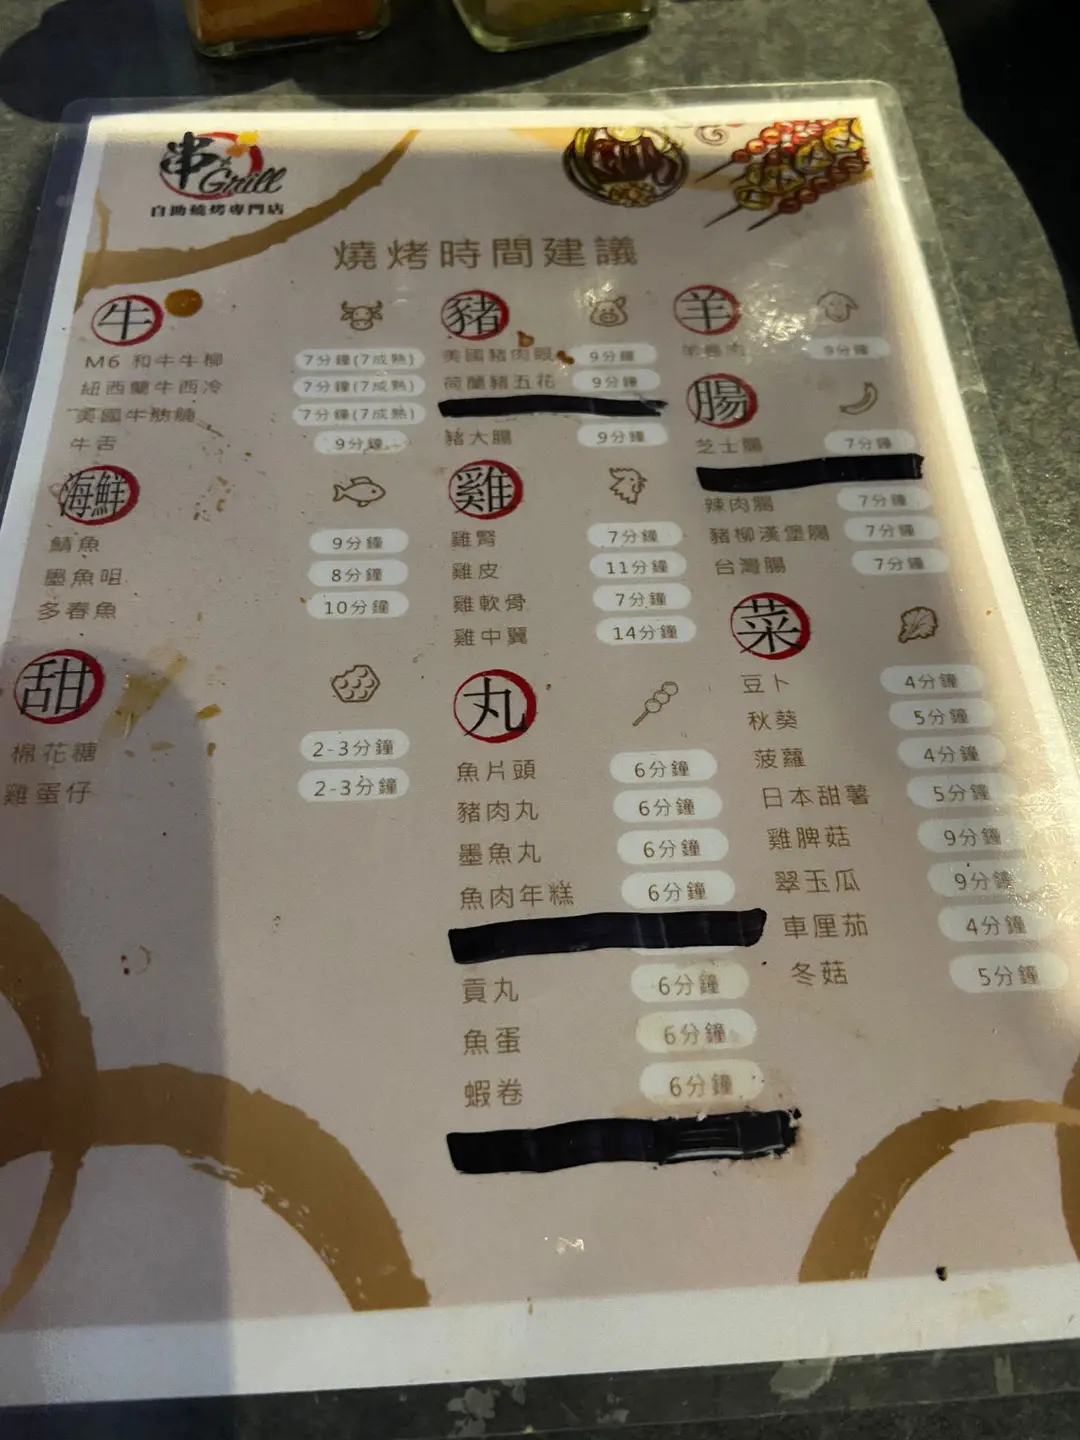 串
Grill
自助燒烤專門店
燒烤時間建議
牛
M6 和牛牛柳 7分鐘(7成熟)
紐西蘭牛西冷 7分鐘(7成熟)
美國牛肋條 7分鐘(7成熟)
牛舌 9分鐘
海鮮
鯖魚 9分鐘
墨魚咀 8分鐘
多春魚 10分鐘
甜
棉花糖 2-3分鐘
雞蛋仔 2-3分鐘
豬
美國豬肉眼 9分鐘
荷蘭豬五花 9分鐘
豬大腸 9分鐘
雞
雞腎 7分鐘
雞皮 11分鐘
雞軟骨 7分鐘
雞中翼 14分鐘
丸
魚片頭 6分鐘
豬肉丸 6分鐘
墨魚丸 6分鐘
魚肉年糕 6分鐘
貢丸 6分鐘
魚蛋 6分鐘
蝦卷 6分鐘
羊
9分鐘
腸
芝士腸 7分鐘
辣肉腸 7分鐘
豬柳漢堡腸 7分鐘
台灣腸 7分鐘
菜
豆卜 4分鐘
秋葵 5分鐘
菠蘿 4分鐘
日本甜薯 5分鐘
雞脾菇 9分鐘
翠玉瓜 9分鐘
車厘茄 4分鐘
冬菇 5分鐘